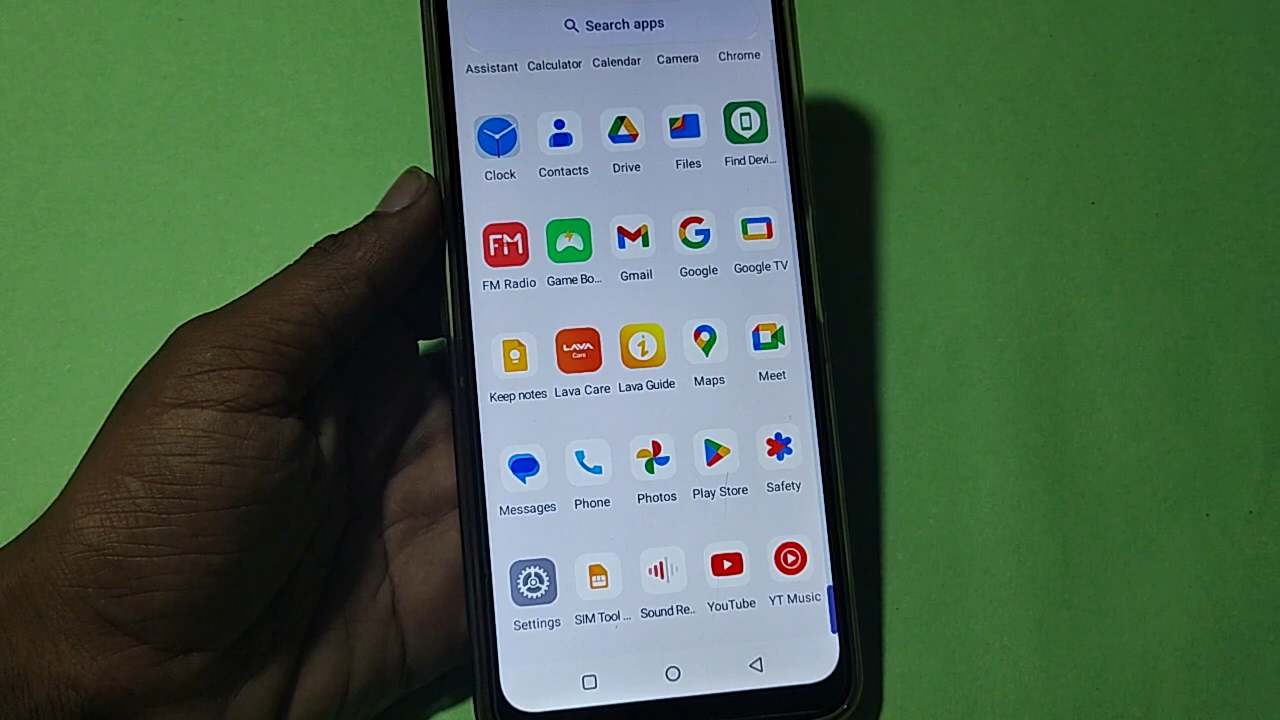 Search apps
Assistant Calculator Calendar Camera Chrome
Clock Contacts Drive Files Find Devi...
FM
FM Radio Game Bo... Gmail Google Google TV
LAVA
Care
i
Keep notes Lava Care Lava Guide Maps Meet
Messages Phone Photos Play Store Safety
Settings SIM Tool ... Sound Re.. YouTube YT Music